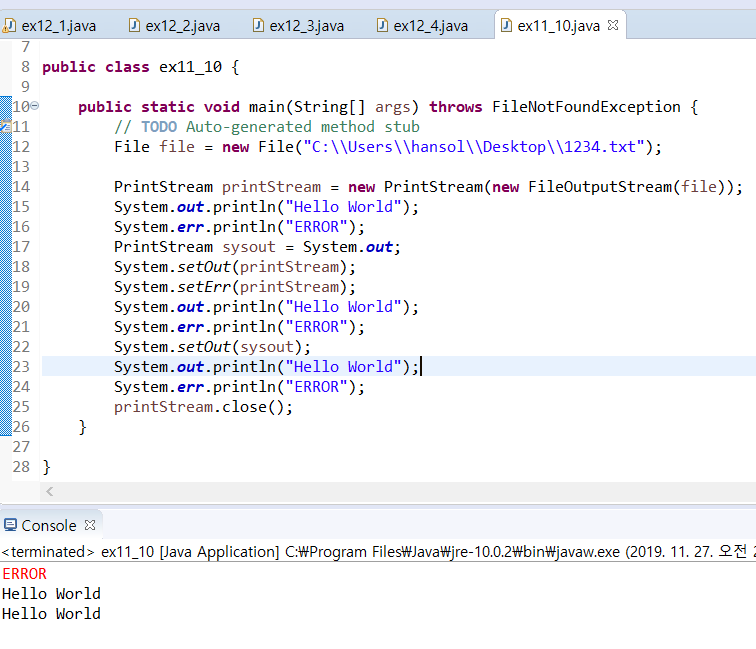 ex12_1.java ex12_2.java ex12_3.java ex12_4.java ex11_10.java
7
8 public class ex11_10 {
9
10 public static void main(String[] args) throws FileNotFoundException {
11 // TODO Auto-generated method stub
12 File file = new File("C:\\Users\\hansol\\Desktop\\1234.txt");
13
14 PrintStream printStream = new PrintStream(new FileOutputStream(file));
15 System.out.println("Hello World");
16 System.err.println("ERROR");
17 PrintStream sysout = System.out;
18 System.setOut(printStream);
19 System.setErr(printStream);
20 System.out.println("Hello World");
21 System.err.println("ERROR");
22 System.setOut(sysout);
23 System.out.println("Hello World");
24 System.err.println("ERROR");
25 printStream.close();
26 }
27
28 }
Console
<terminated> ex11_10 [Java Application] C:₩Program Files₩Java₩jre-10.0.2₩bin₩javaw.exe (2019. 11. 27. 오전
ERROR
Hello World
Hello World